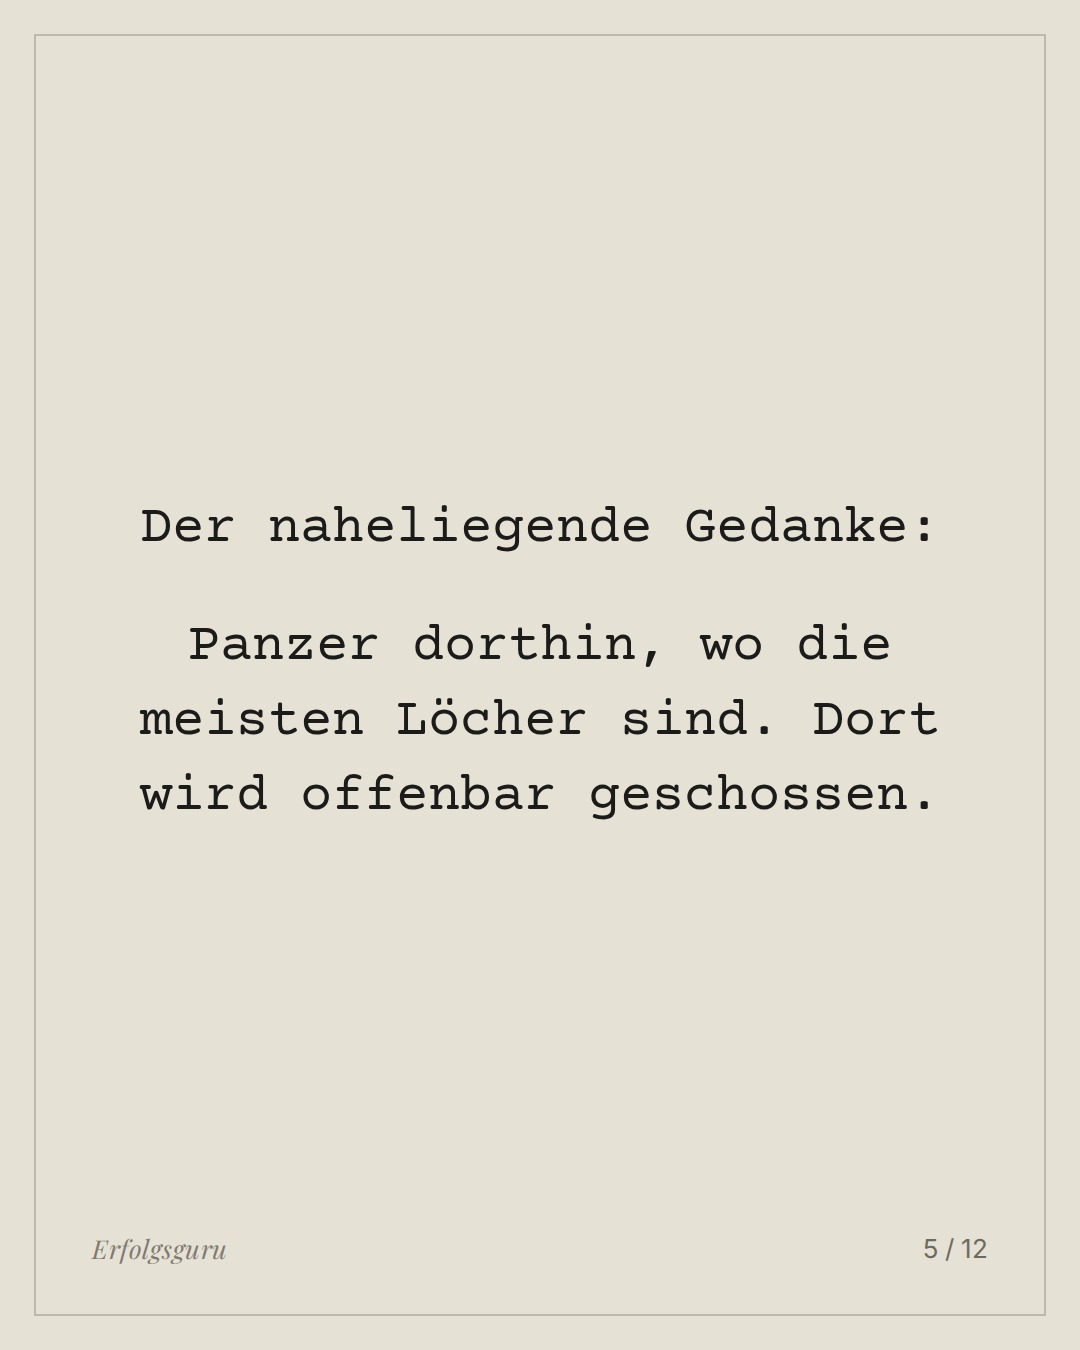 Der naheliegende Gedanke:
Panzer dorthin, wo die
meisten Löcher sind. Dort
wird offenbar geschossen.
Erfolgsguru
5 / 12